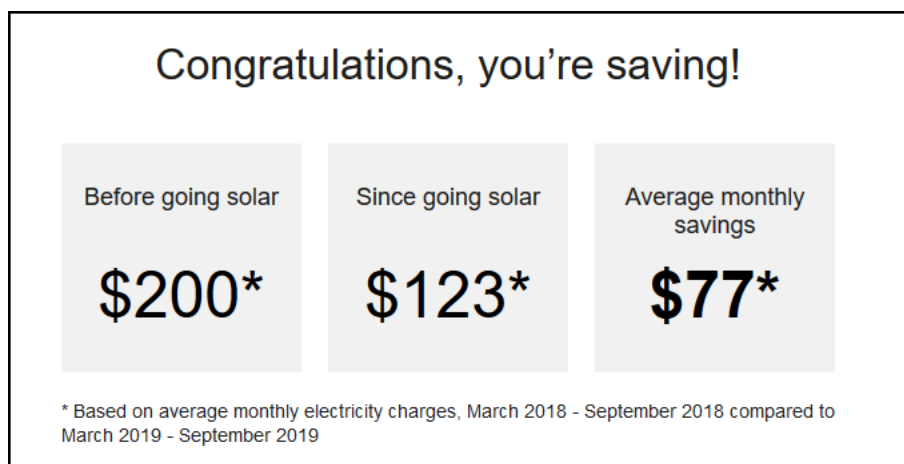 Congratulations, you’re saving!
Before going solar
$200*
Since going solar
$123*
Average monthly
savings
$77*
* Based on average monthly electricity charges, March 2018 - September 2018 compared to
March 2019 - September 2019